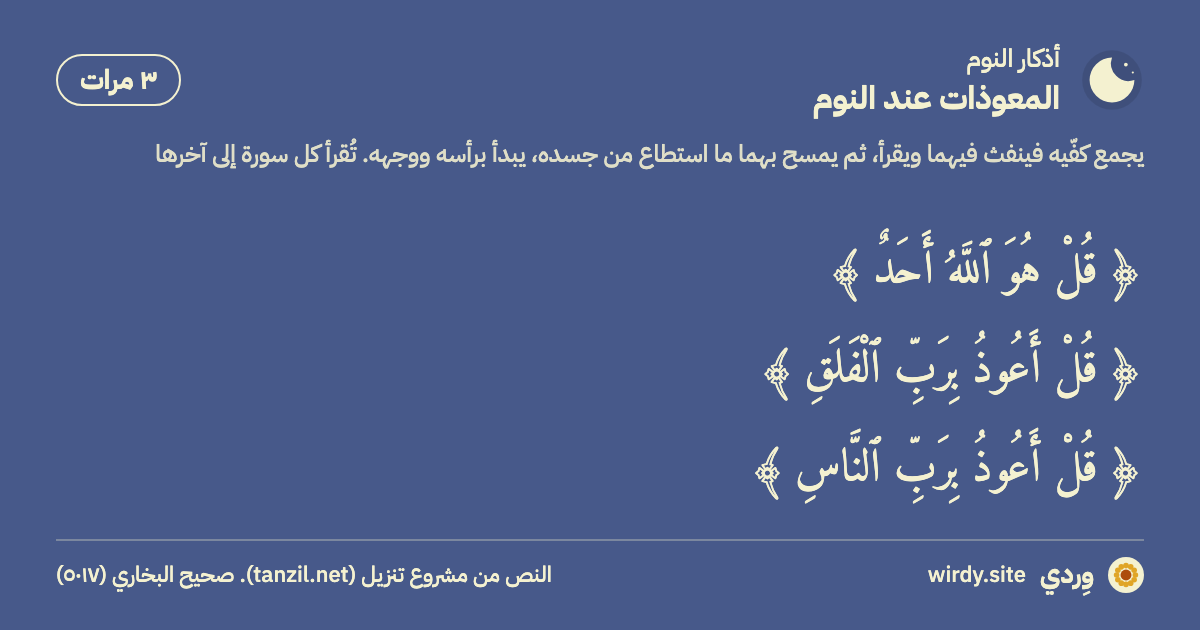 أذكار النوم
المعوذات عند النوم
٣ مرات
يجمع كفّيه فينفث فيهما ويقرأ، ثم يمسح بهما ما استطاع من جسده، يبدأ برأسه ووجهه. تُقرأ كل سورة إلى آخرها
﴿ قُلْ هُوَ ٱللَّهُ أَحَدٌ ﴾
﴿ قُلْ أَعُوذُ بِرَبِّ ٱلْفَلَقِ ﴾
﴿ قُلْ أَعُوذُ بِرَبِّ ٱلنَّاسِ ﴾
وِردي wirdy.site
النص من مشروع تنزيل (tanzil.net). صحيح البخاري (٥٠١٧)